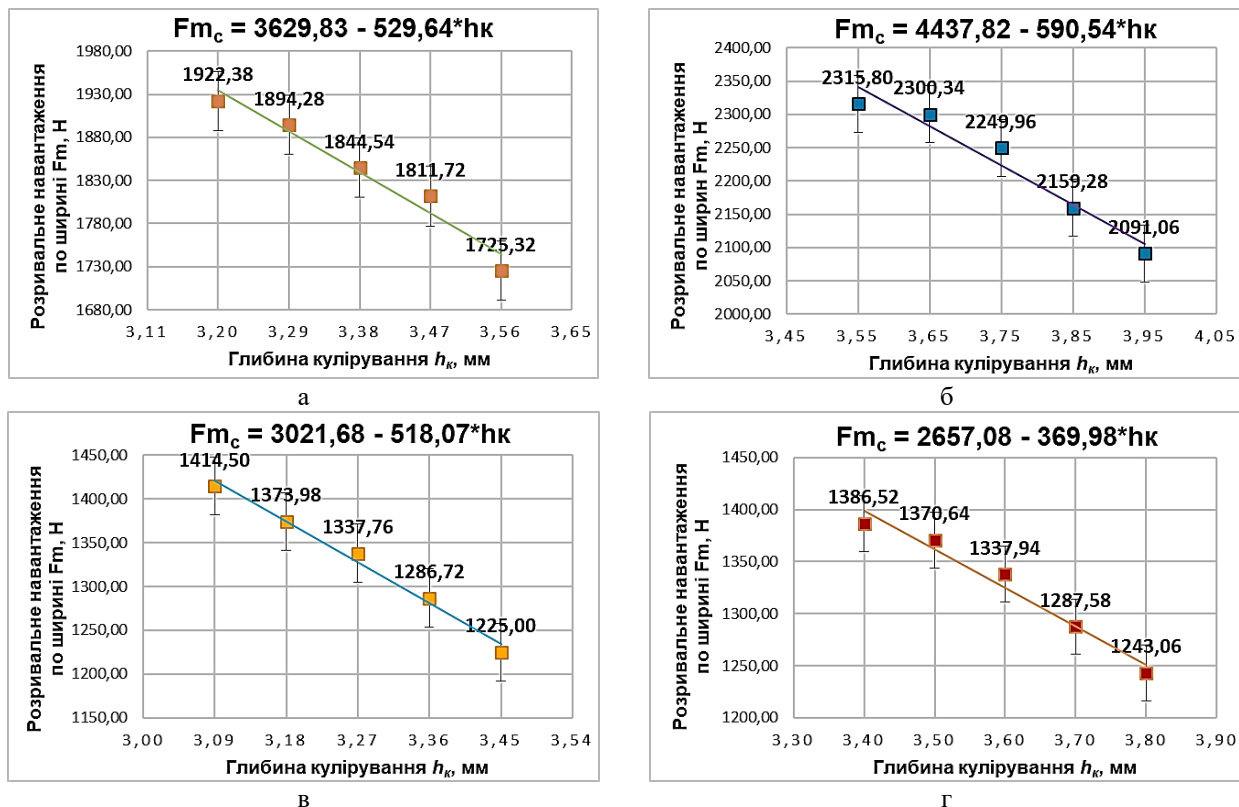 Fmc = 3629,83 - 529,64*hк
Розривальне навантаження
по ширині Fm, Н
1980,00
1930,00
1880,00
1830,00
1780,00
1730,00
1680,00
1922,38
1894,28
1844,54
1811,72
1725,32
3,11 3,20 3,29 3,38 3,47 3,56 3,65
Глибина кулірування hк, мм
а
Fmc = 4437,82 - 590,54*hк
Розривальне навантаження
по ширин Fm, Н
2400,00
2350,00
2300,00
2250,00
2200,00
2150,00
2100,00
2050,00
2000,00
2315,80
2300,34
2249,96
2159,28
2091,06
3,45 3,55 3,65 3,75 3,85 3,95 4,05
Глибина кулірування hк, мм
б
Fmc = 3021,68 - 518,07*hк
Розривальне навантаження
по ширині Fm, Н
1450,00
1400,00
1350,00
1300,00
1250,00
1200,00
1150,00
1414,50
1373,98
1337,76
1286,72
1225,00
3,00 3,09 3,18 3,27 3,36 3,45 3,54
Глибина кулірування hк, мм
в
Fmc = 2657,08 - 369,98*hк
Розривальне навантаження
по ширині Fm, Н
1450,00
1400,00
1350,00
1300,00
1250,00
1200,00
1386,52
1370,64
1337,94
1287,58
1243,06
3,30 3,40 3,50 3,60 3,70 3,80 3,90
Глибина кулірування hк, мм
г